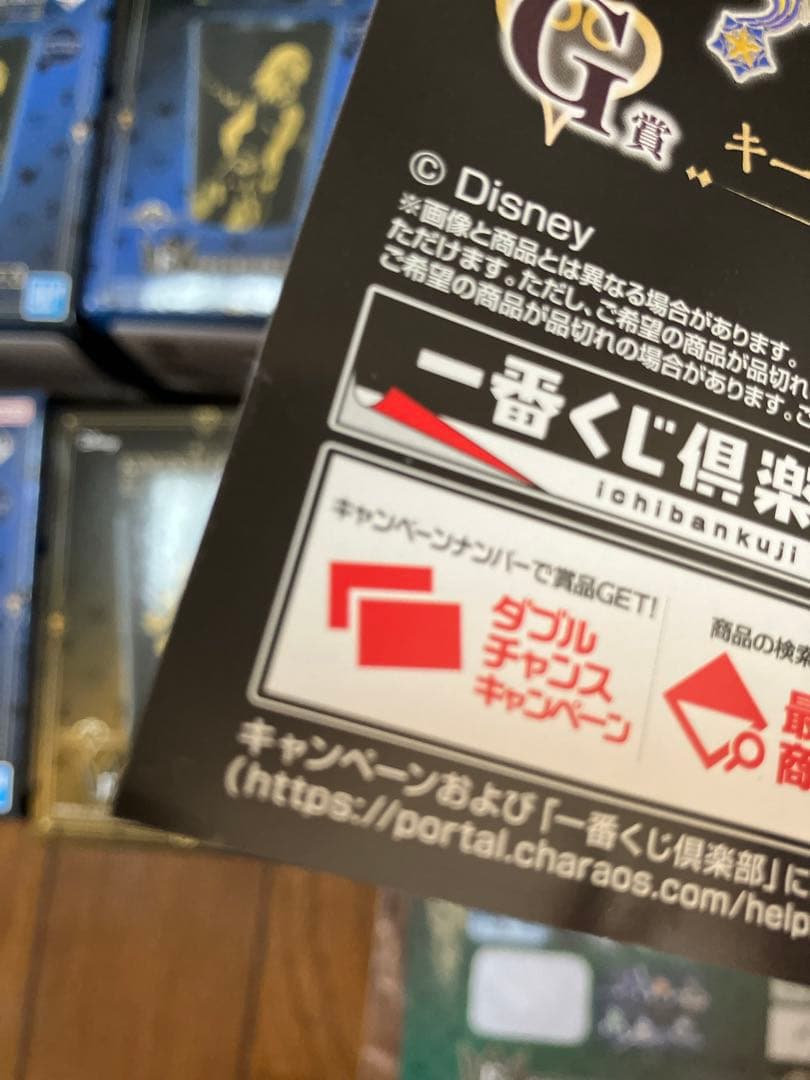 G賞
キー
© Disney
※画像と商品とは異なる場合があります。
ただけます。ただし、ご希望の商品が品切れ
ご希望の商品が品切れの場合があります。こ
一番くじ倶楽
ichibankuji
キャンペーンナンバーで賞品GET!
ダブル
チャンス
キャンペーン
商品の検索
最
商
キャンペーンおよび「一番くじ倶楽部」に
(https://portal.charaos.com/help